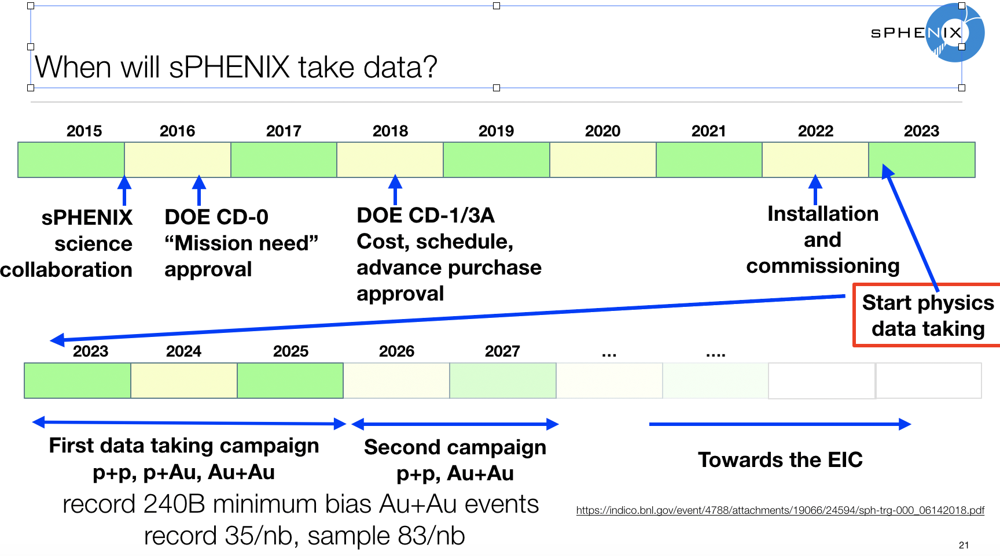 sPHENIX
When will sPHENIX take data?
2015 2016 2017 2018 2019 2020 2021 2022 2023
sPHENIX
science
collaboration
DOE CD-0
“Mission need”
approval
DOE CD-1/3A
Cost, schedule,
advance purchase
approval
Installation
and
commissioning
Start physics
data taking
2023 2024 2025 2026 2027 ... ....
First data taking campaign
p+p, p+Au, Au+Au
Second campaign
p+p, Au+Au
Towards the EIC
record 240B minimum bias Au+Au events
record 35/nb, sample 83/nb
https://indico.bnl.gov/event/4788/attachments/19066/24594/sph-trg-000_06142018.pdf
21